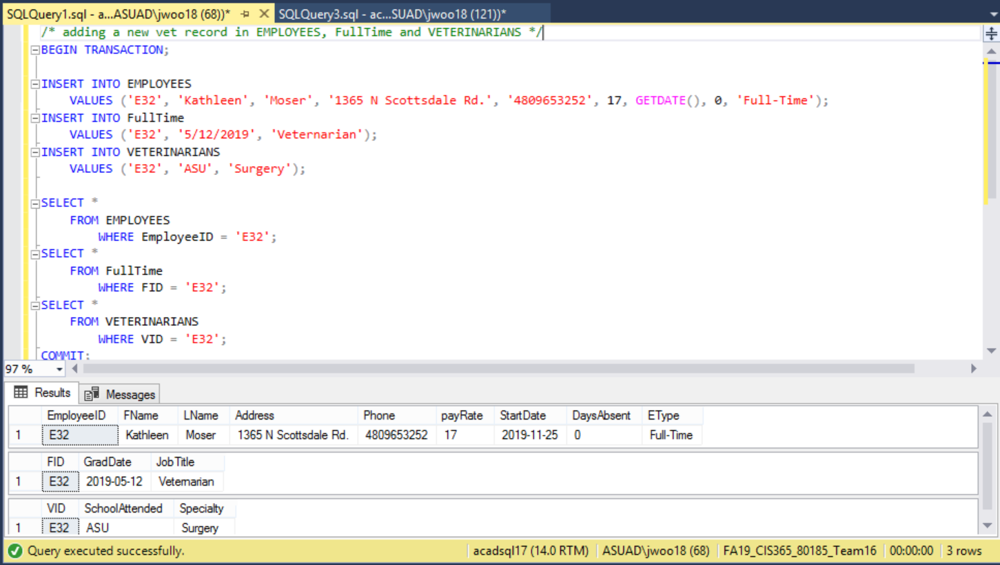 SQLQuery1.sql - a...ASUAD\jwoo18 (68))* SQLQuery3.sql - ac...SUAD\jwoo18 (121))*
/* adding a new vet record in EMPLOYEES, FullTime and VETERINARIANS */
BEGIN TRANSACTION;
INSERT INTO EMPLOYEES
VALUES ('E32', 'Kathleen', 'Moser', '1365 N Scottsdale Rd.', '4809653252', 17, GETDATE(), 0, 'Full-Time');
INSERT INTO FullTime
VALUES ('E32', '5/12/2019', 'Veternarian');
INSERT INTO VETERINARIANS
VALUES ('E32', 'ASU', 'Surgery');
SELECT *
FROM EMPLOYEES
WHERE EmployeeID = 'E32';
SELECT *
FROM FullTime
WHERE FID = 'E32';
SELECT *
FROM VETERINARIANS
WHERE VID = 'E32';
COMMIT;
97 %
Results Messages
EmployeeID FName LName Address Phone payRate StartDate DaysAbsent EType
1 E32 Kathleen Moser 1365 N Scottsdale Rd. 4809653252 17 2019-11-25 0 Full-Time
FID GradDate JobTitle
1 E32 2019-05-12 Veternarian
VID SchoolAttended Specialty
1 E32 ASU Surgery
Query executed successfully. acadsql17 (14.0 RTM) ASUAD\jwoo18 (68) FA19_CIS365_80185_Team16 00:00:00 3 rows